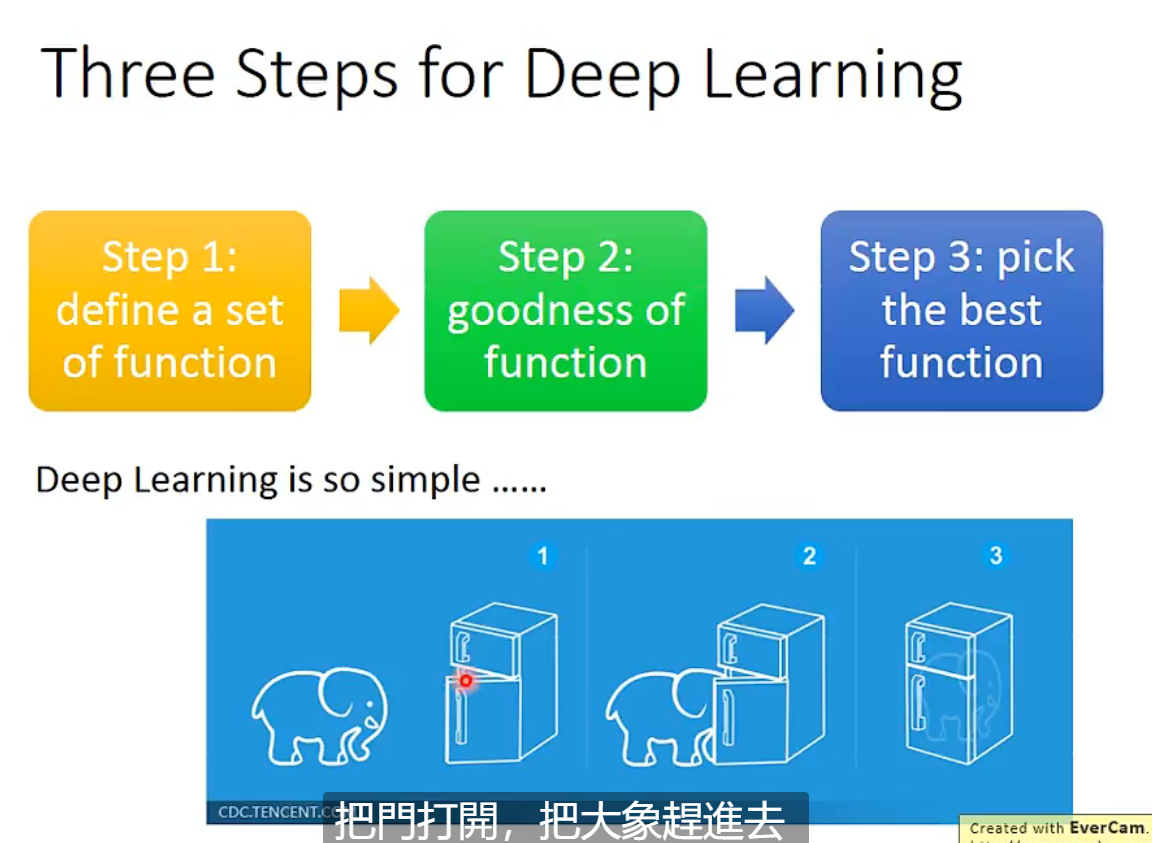 Three Steps for Deep Learning
Step 1:
define a set
of function
Step 2:
goodness of
function
Step 3: pick
the best
function
Deep Learning is so simple ……
1
2
3
CDC.TENCENT.CO
把門打開，把大象趕進去
Created with EverCam.